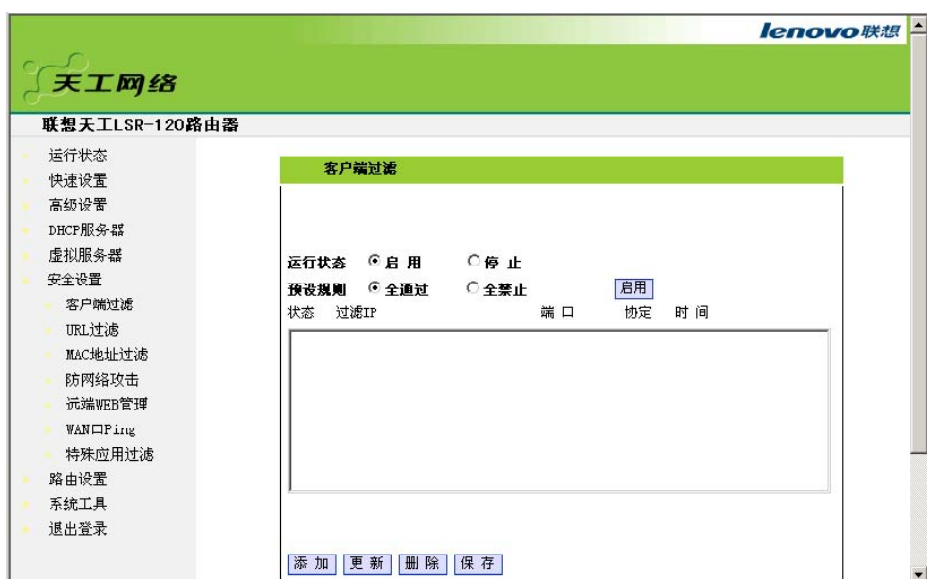 lenovo联想
天工网络
联想天工LSR-120路由器
运行状态
快速设置
高级设置
DHCP服务器
虚拟服务器
安全设置
客户端过滤
URL过滤
MAC地址过滤
防网络攻击
远端WEB管理
WAN口Ping
特殊应用过滤
路由设置
系统工具
退出登录
客户端过滤
运行状态 启 用 停 止
预设规则 全通过 全禁止 启用
状态 过滤IP 端 口 协定 时 间
添 加 更 新 删 除 保 存